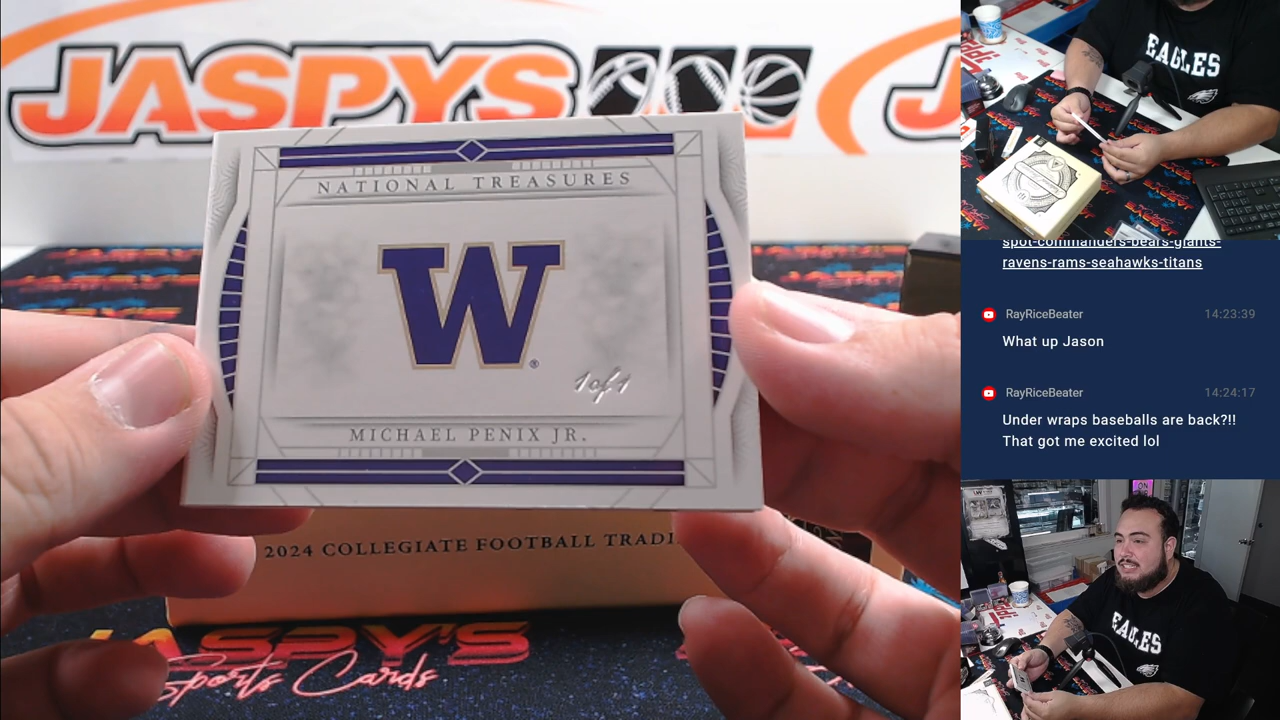 JASPYS
NATIONAL TREASURES
W
®
1 of 1
MICHAEL PENIX JR.
2024 COLLEGIATE FOOTBALL TRADI
JASPY'S
Sports Cards
EAGLES
spot-commanders-bears-giants-
ravens-rams-seahawks-titans
RayRiceBeater 14:23:39
What up Jason
RayRiceBeater 14:24:17
Under wraps baseballs are back?!!
That got me excited lol
ON
EAGLES